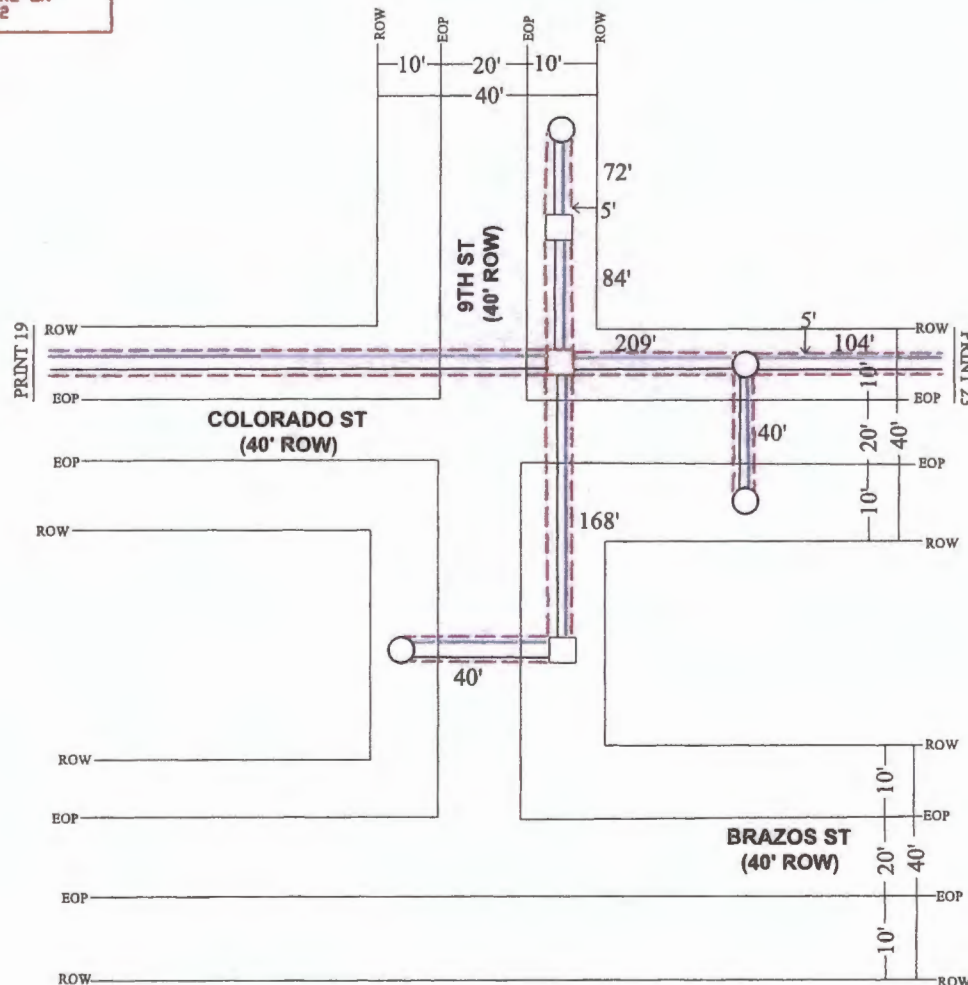 2
ROW
EOP
EOP
ROW
10'
20'
10'
40'
72'
5'
9TH ST
(40' ROW)
84'
PRINT 19
ROW
209'
5'
104'
ROW
10'
EOP
EOP
COLORADO ST
(40' ROW)
40'
20'
40'
EOP
EOP
10'
168'
ROW
ROW
40'
ROW
ROW
10'
EOP
EOP
BRAZOS ST
(40' ROW)
20'
40'
EOP
EOP
10'
ROW
ROW